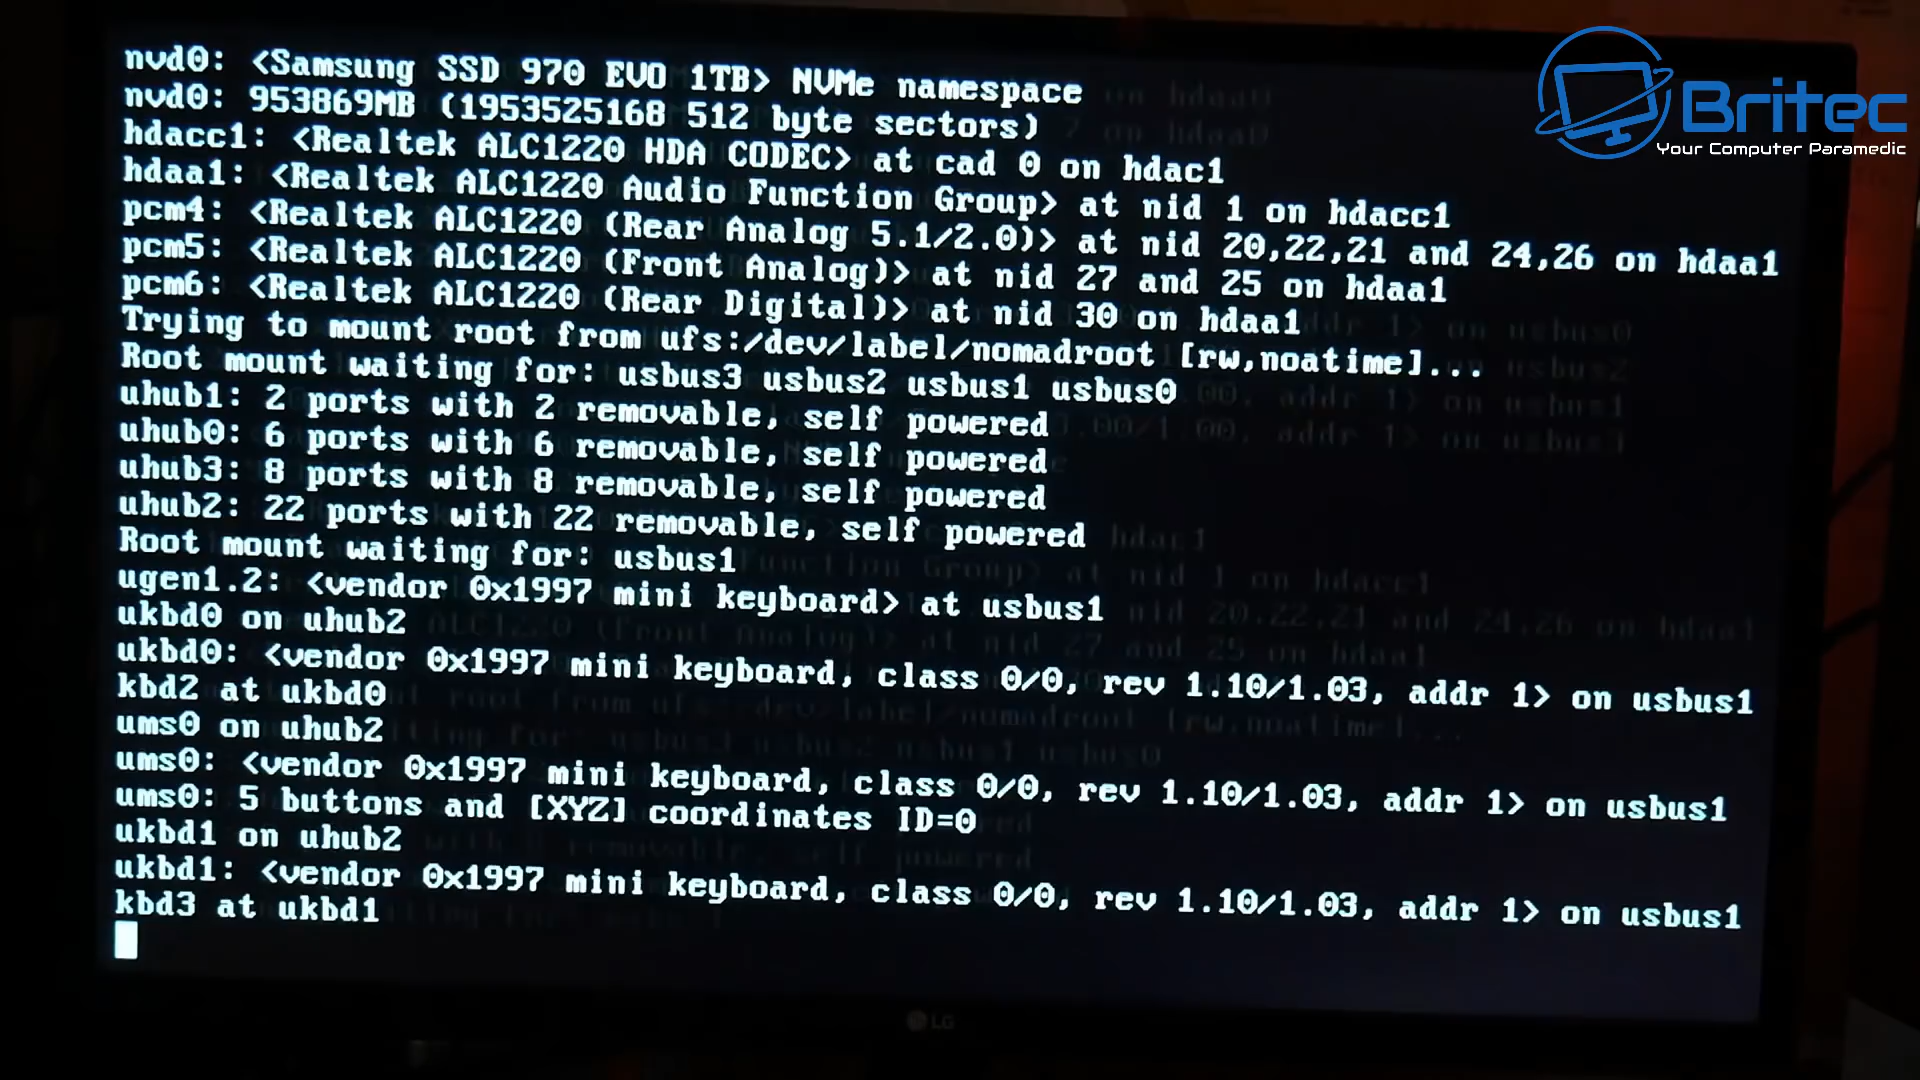 nvd0: <Samsung SSD 970 EVO 1TB> NVMe namespace
nvd0: 953869MB (1953525168 512 byte sectors)
hdacc1: <Realtek ALC1220 HDA CODEC> at cad 0 on hdac1
hdaa1: <Realtek ALC1220 Audio Function Group> at nid 1 on hdacc1
pcm4: <Realtek ALC1220 (Rear Analog 5.1/2.0)> at nid 20,22,21 and 24,26 on hdaa1
pcm5: <Realtek ALC1220 (Front Analog)> at nid 27 and 25 on hdaa1
pcm6: <Realtek ALC1220 (Rear Digital)> at nid 30 on hdaa1
Trying to mount root from ufs:/dev/label/nomadroot [rw,noatime]...
Root mount waiting for: usbus3 usbus2 usbus1 usbus0
uhub1: 2 ports with 2 removable, self powered
uhub0: 6 ports with 6 removable, self powered
uhub3: 8 ports with 8 removable, self powered
uhub2: 22 ports with 22 removable, self powered
Root mount waiting for: usbus1
ugen1.2: <vendor 0x1997 mini keyboard> at usbus1
ukbd0 on uhub2
ukbd0: <vendor 0x1997 mini keyboard, class 0/0, rev 1.10/1.03, addr 1> on usbus1
kbd2 at ukbd0
ums0 on uhub2
ums0: <vendor 0x1997 mini keyboard, class 0/0, rev 1.10/1.03, addr 1> on usbus1
ums0: 5 buttons and [XYZ] coordinates ID=0
ukbd1 on uhub2
ukbd1: <vendor 0x1997 mini keyboard, class 0/0, rev 1.10/1.03, addr 1> on usbus1
kbd3 at ukbd1
LG
Britec
Your Computer Paramedic